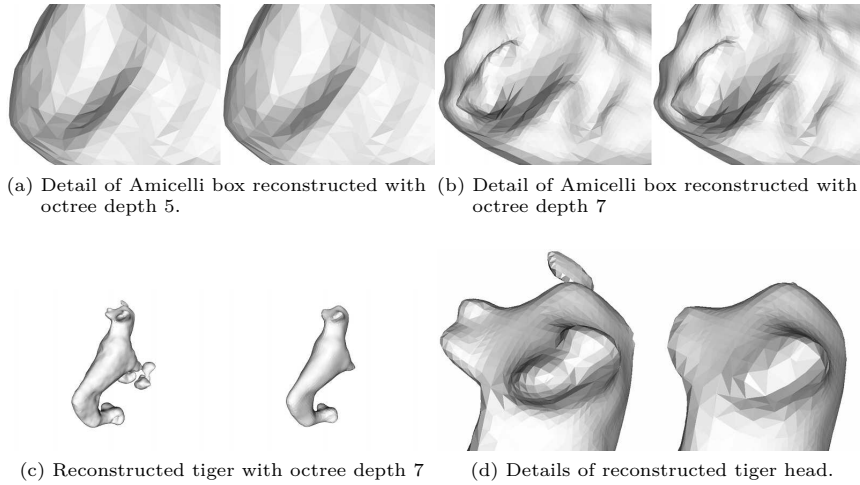 (a) Detail of Amicelli box reconstructed with
octree depth 5.
(b) Detail of Amicelli box reconstructed with
octree depth 7
(c) Reconstructed tiger with octree depth 7
(d) Details of reconstructed tiger head.